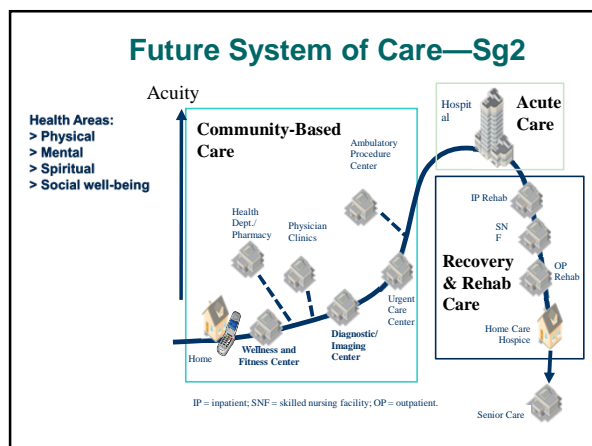 Future System of Care—Sg2
Acuity
Health Areas:
> Physical
> Mental
> Spiritual
> Social well-being
Community-Based
Care
Ambulatory
Procedure
Center
Hospit
al
Acute
Care
Health
Dept./
Pharmacy
Physician
Clinics
IP Rehab
SN
F
Recovery
& Rehab
Care
OP
Rehab
Urgent
Care
Center
Home
Wellness and
Fitness Center
Diagnostic/
Imaging
Center
Home Care
Hospice
IP = inpatient; SNF = skilled nursing facility; OP = outpatient.
Senior Care